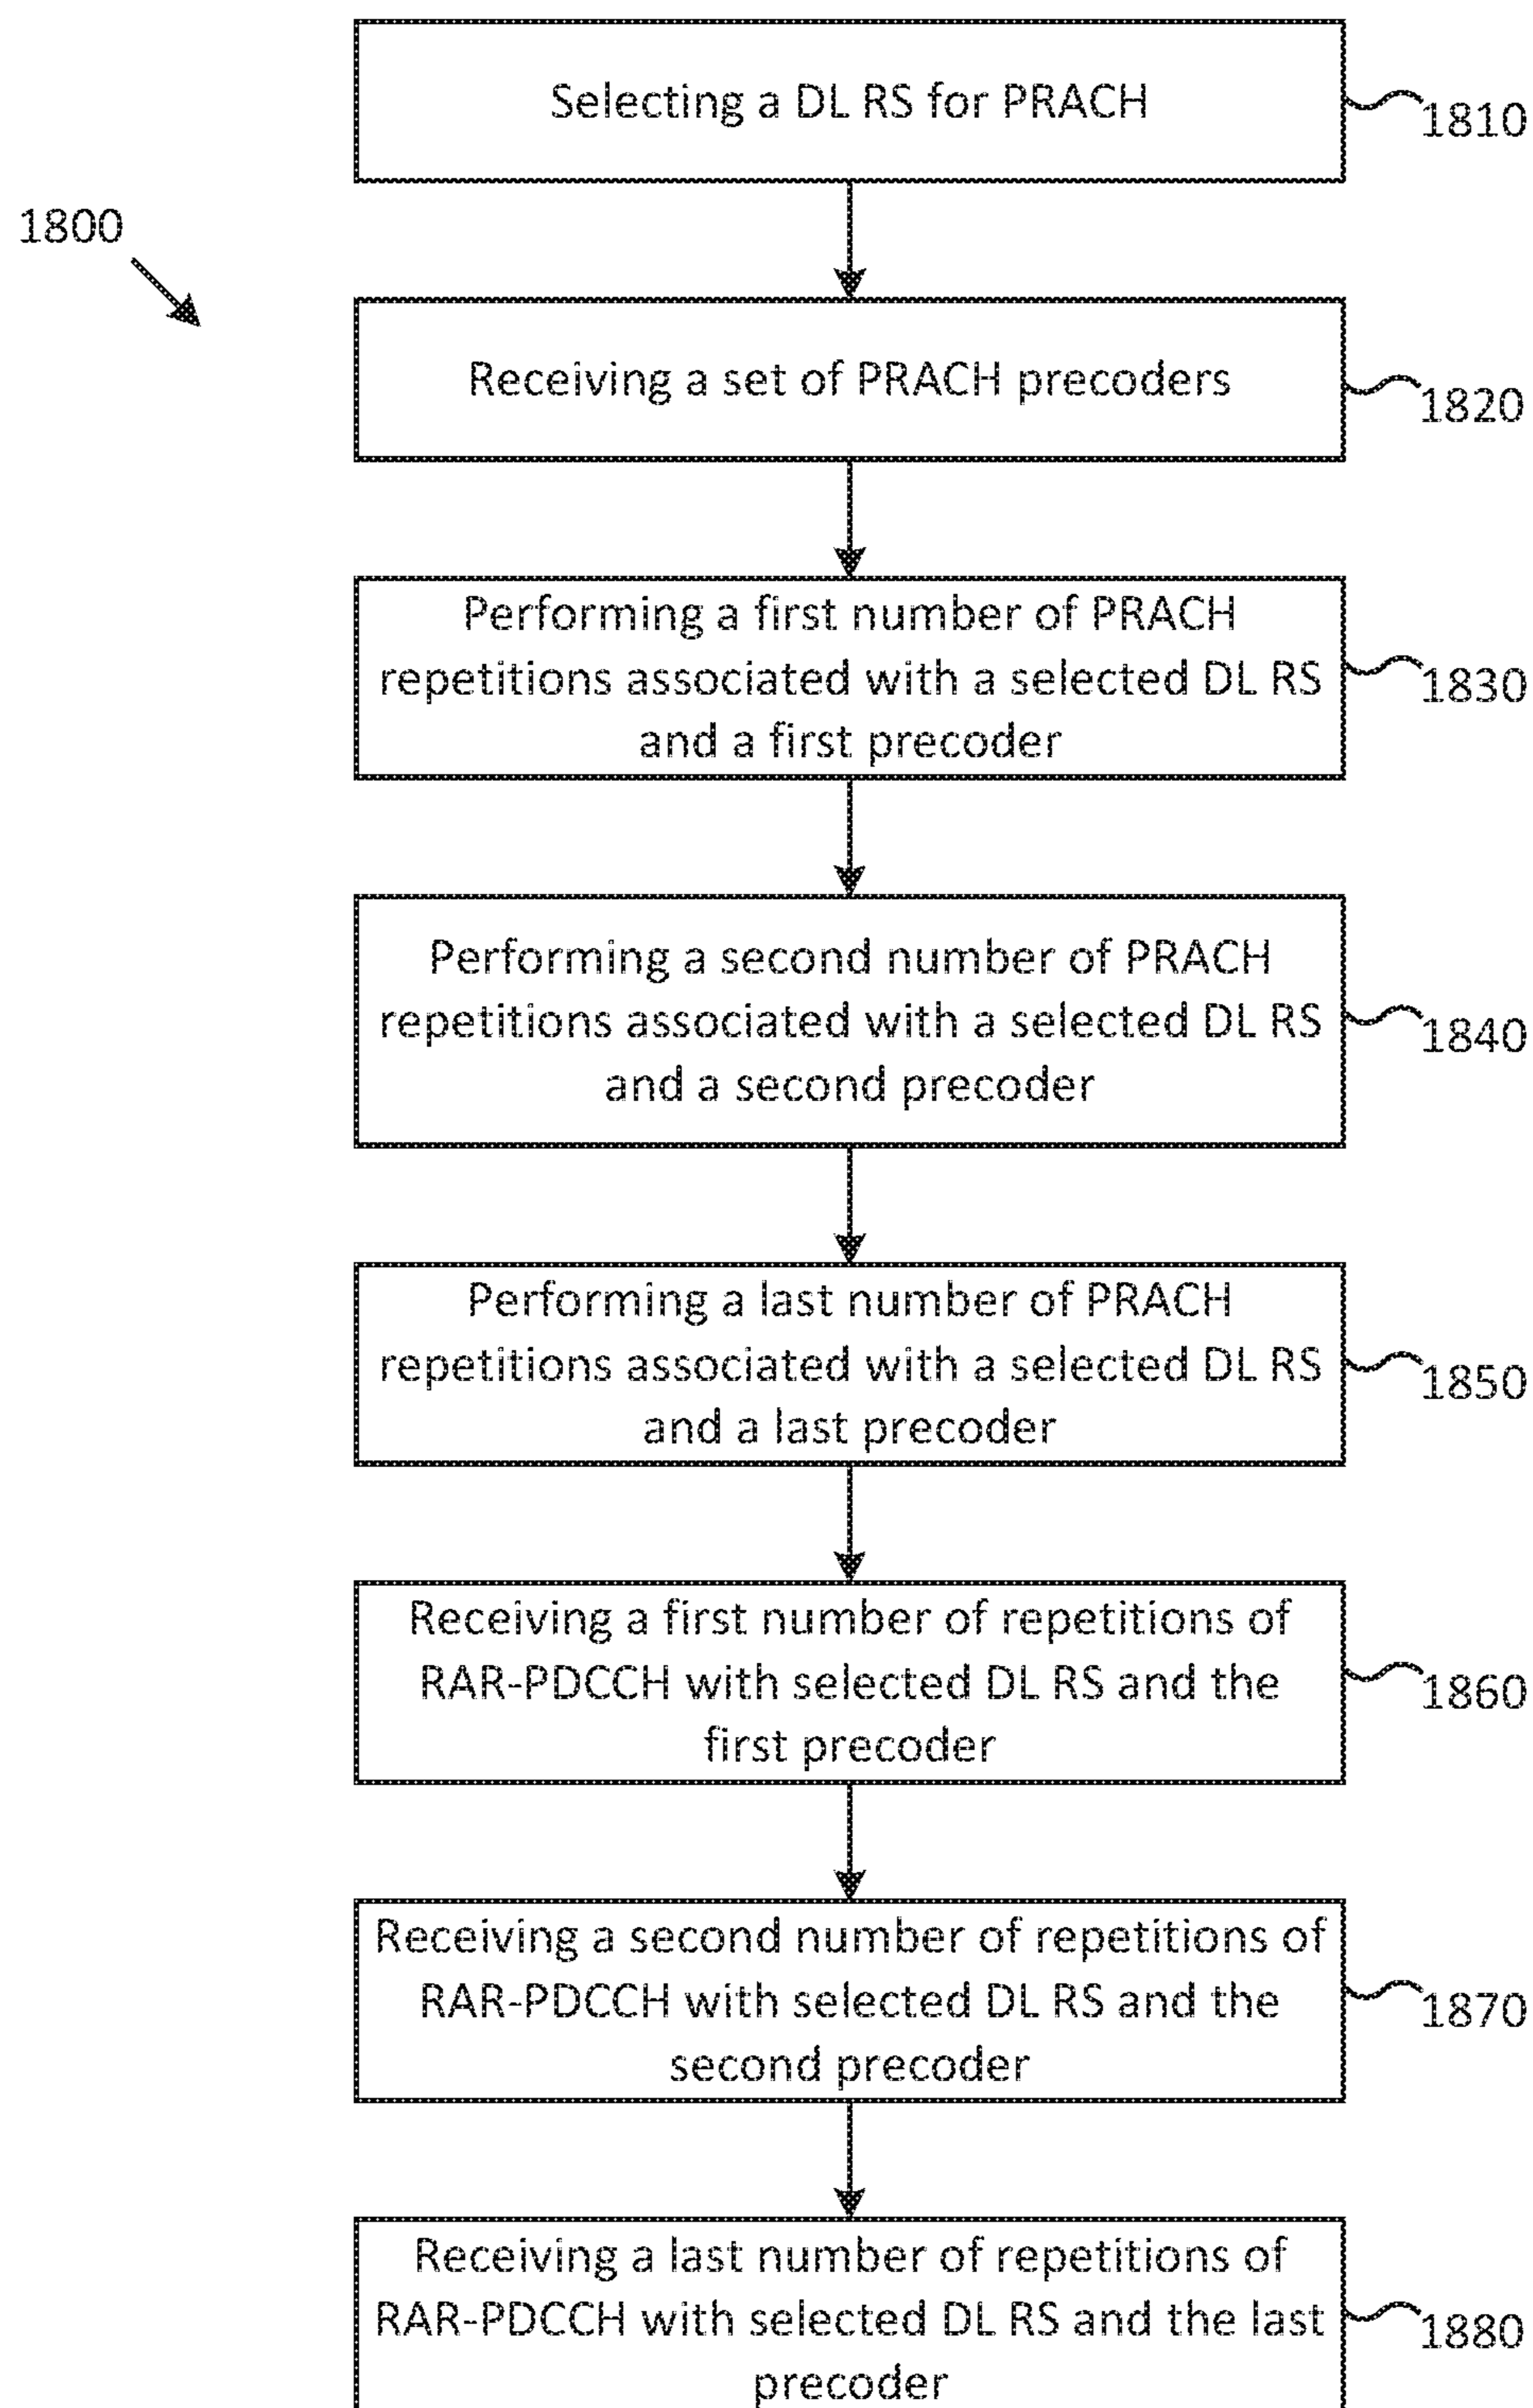 Selecting a DL RS for PRACH
1810
1800
Receiving a set of PRACH precoders
1820
Performing a first number of PRACH
repetitions associated with a selected DL RS
and a first precoder
1830
Performing a second number of PRACH
repetitions associated with a selected DL RS
and a second precoder
1840
Performing a last number of PRACH
repetitions associated with a selected DL RS
and a last precoder
1850
Receiving a first number of repetitions of
RAR-PDCCH with selected DL RS and the
first precoder
1860
Receiving a second number of repetitions of
RAR-PDCCH with selected DL RS and the
second precoder
1870
Receiving a last number of repetitions of
RAR-PDCCH with selected DL RS and the last
precoder
1880